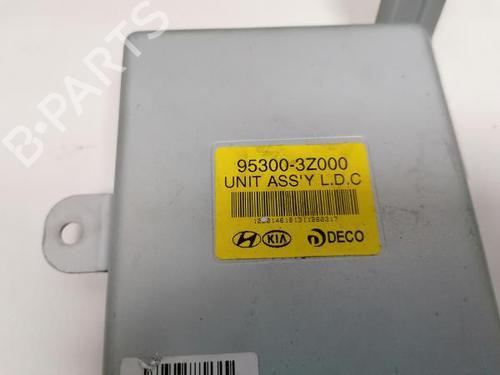 B-PARTS
95300-3Z000
UNIT ASS'Y L.D.C
KIA
DECO